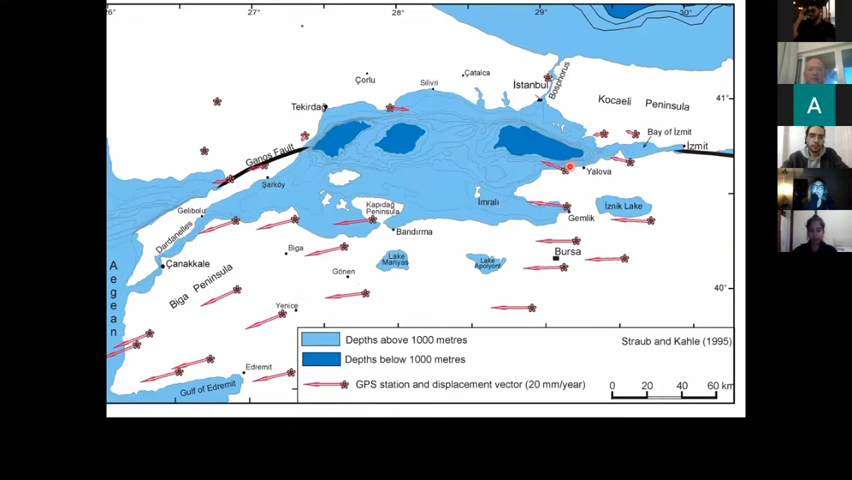 6°
27°
28°
29°
30°
Çorlu
Çatalca
Silivri
İstanbul
Bosphorus
Kocaeli Peninsula
41°
Tekirdağ
Bay of İzmit
İzmit
Ganos Fault
Şarköy
Yalova
Gelibolu
Kapıdağ
Peninsula
İmralı
İznik Lake
Gemlik
Dardanelles
Bandırma
Biga
Bursa
Çanakkale
Lake
Manyas
Lake
Apolyont
Aegean
Biga Peninsula
Gönen
40°
Yenice
Edremit
Gulf of Edremit
Depths above 1000 metres
Straub and Kahle (1995)
Depths below 1000 metres
GPS station and displacement vector (20 mm/year)
0 20 40 60 km
A